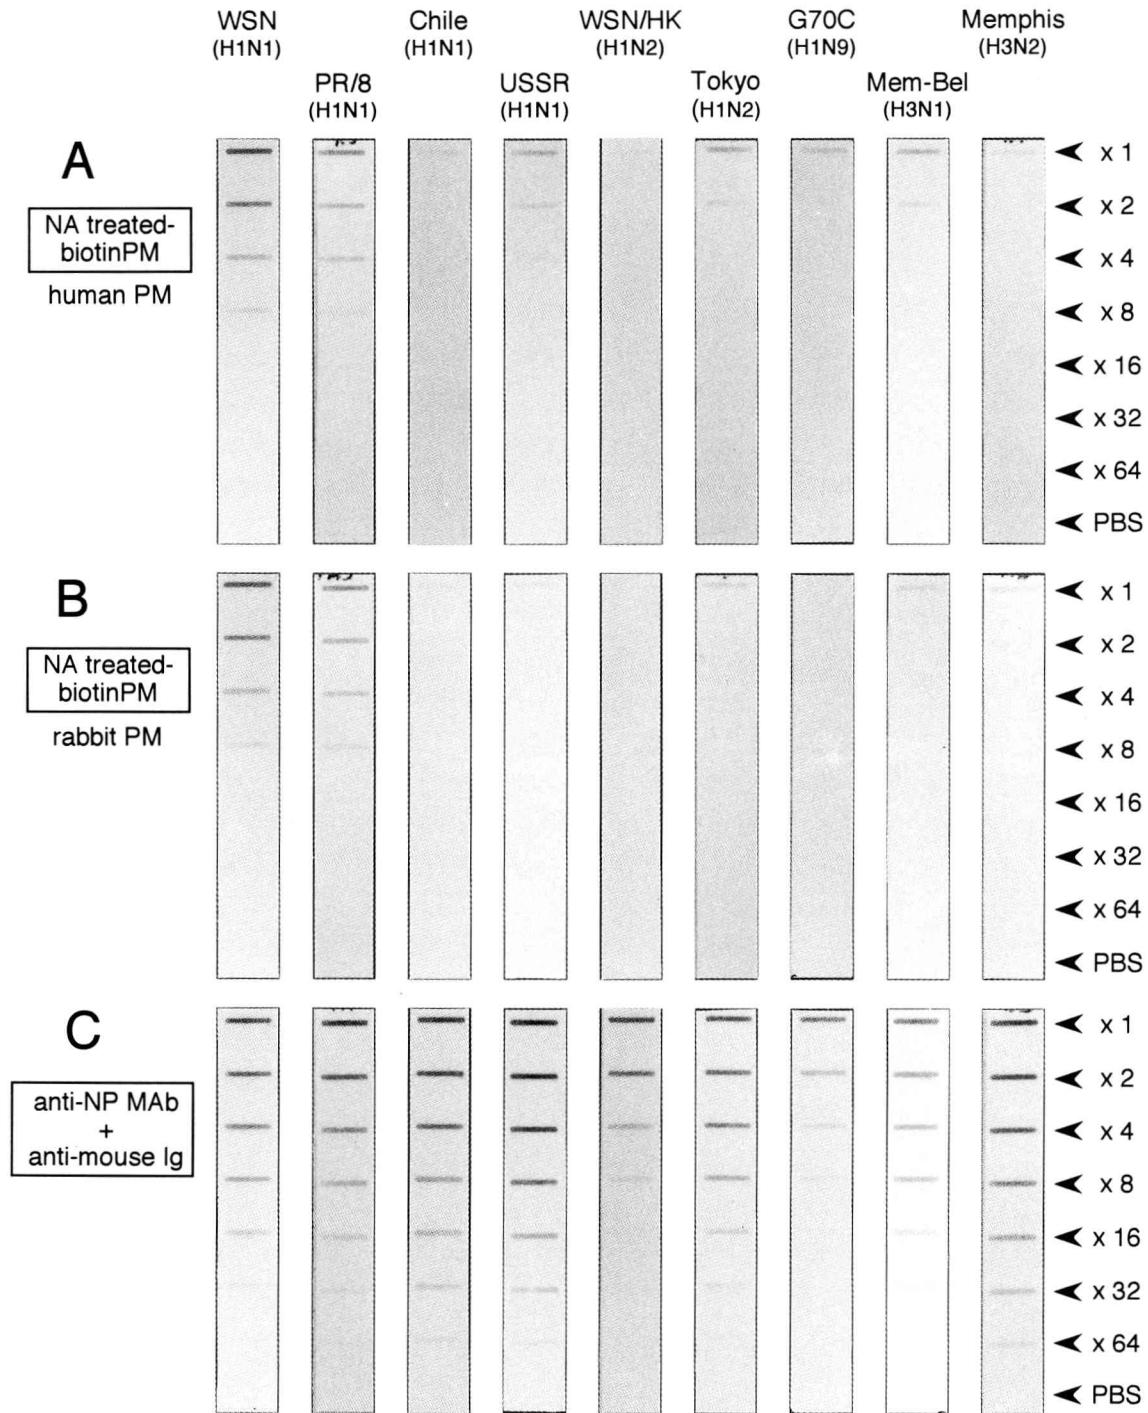 WSN
(H1N1)
Chile
(H1N1)
WSN/HK
(H1N2)
G70C
(H1N9)
Memphis
(H3N2)
PR/8
(H1N1)
USSR
(H1N1)
Tokyo
(H1N2)
Mem-Bel
(H3N1)
A
NA treated-
biotinPM
human PM
x 1
x 2
x 4
x 8
x 16
x 32
x 64
PBS
B
NA treated-
biotinPM
rabbit PM
x 1
x 2
x 4
x 8
x 16
x 32
x 64
PBS
C
anti-NP MAb
+
anti-mouse Ig
x 1
x 2
x 4
x 8
x 16
x 32
x 64
PBS